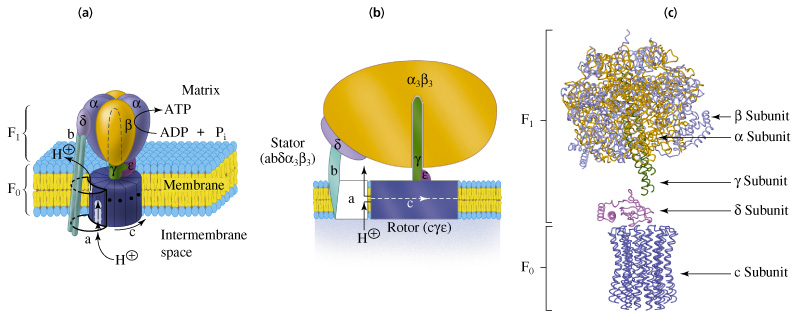 (a)
α
α
Matrix
ATP
δ
β
ADP + Pi
F1
b
H⊕
γ
ε
F0
Membrane
a
c
Intermembrane
space
H⊕
(b)
α3β3
Stator
(abδα3β3)
δ
γ
b
ε
a
c
H⊕
Rotor (cγε)
(c)
F1
β Subunit
α Subunit
γ Subunit
δ Subunit
F0
c Subunit